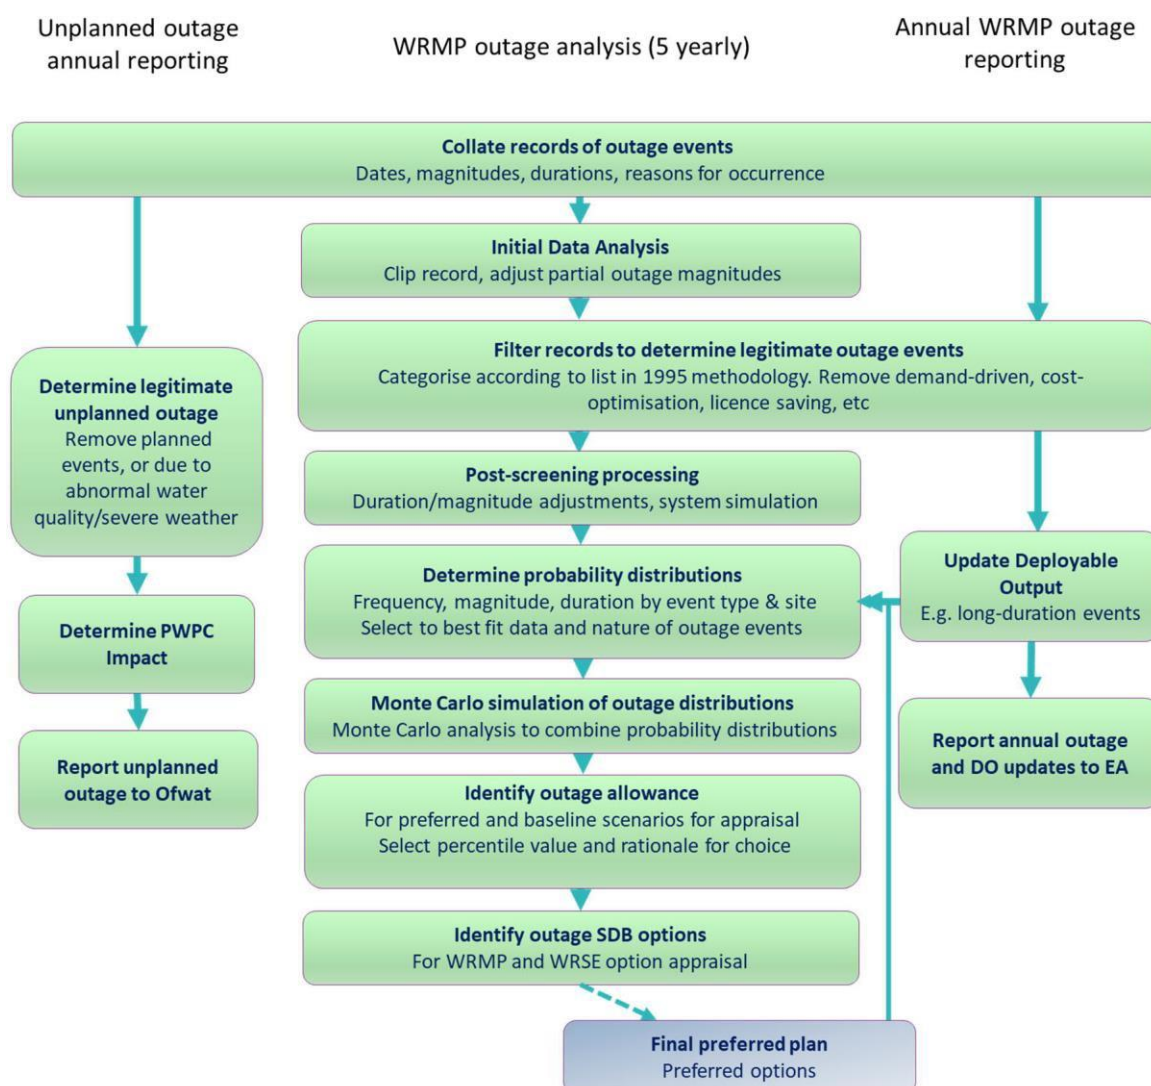 Unplanned outage
annual reporting
WRMP outage analysis (5 yearly)
Annual WRMP outage
reporting
Collate records of outage events
Dates, magnitudes, durations, reasons for occurrence
Initial Data Analysis
Clip record, adjust partial outage magnitudes
Filter records to determine legitimate outage events
Categorise according to list in 1995 methodology. Remove demand-driven, cost-
optimisation, licence saving, etc
Determine legitimate
unplanned outage
Remove planned
events, or due to
abnormal water
quality/severe weather
Post-screening processing
Duration/magnitude adjustments, system simulation
Determine probability distributions
Frequency, magnitude, duration by event type & site
Select to best fit data and nature of outage events
Update Deployable
Output
E.g. long-duration events
Determine PWPC
Impact
Monte Carlo simulation of outage distributions
Monte Carlo analysis to combine probability distributions
Report annual outage
and DO updates to EA
Report unplanned
outage to Ofwat
Identify outage allowance
For preferred and baseline scenarios for appraisal
Select percentile value and rationale for choice
Identify outage SDB options
For WRMP and WRSE option appraisal
Final preferred plan
Preferred options